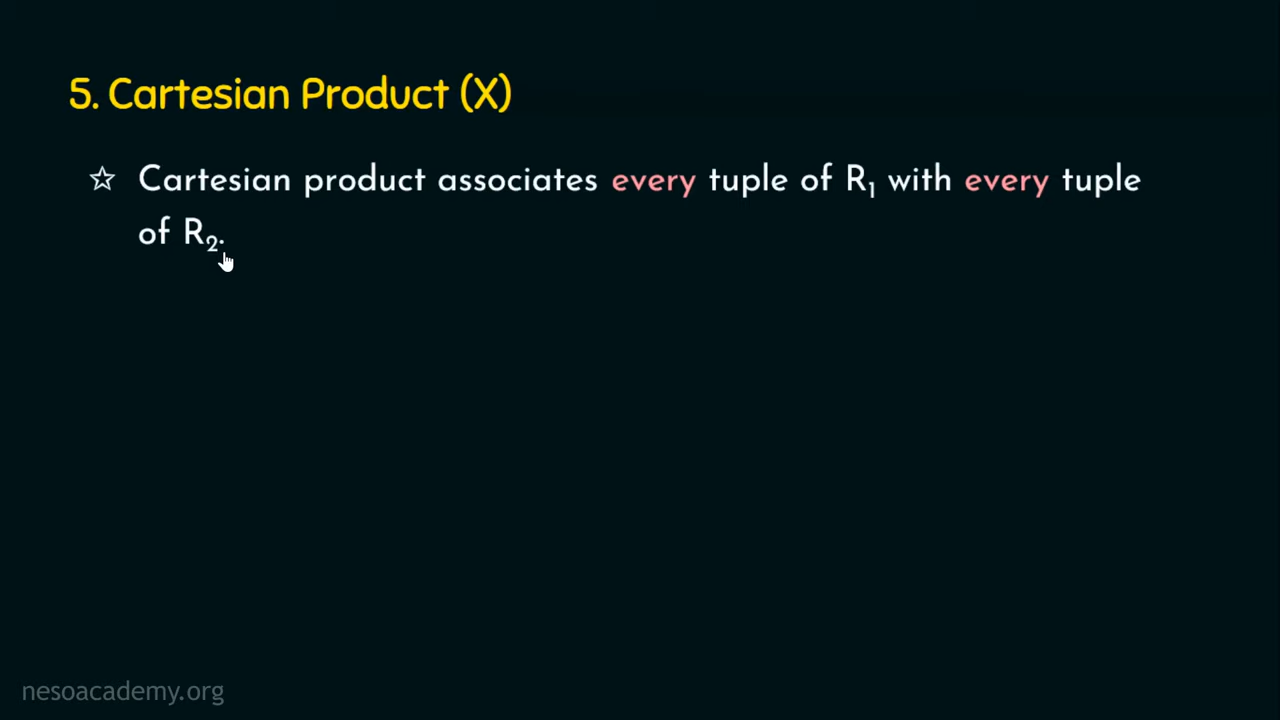 5. Cartesian Product (X)
☆ Cartesian product associates every tuple of R₁ with every tuple
of R₂.
nesoacademy.org